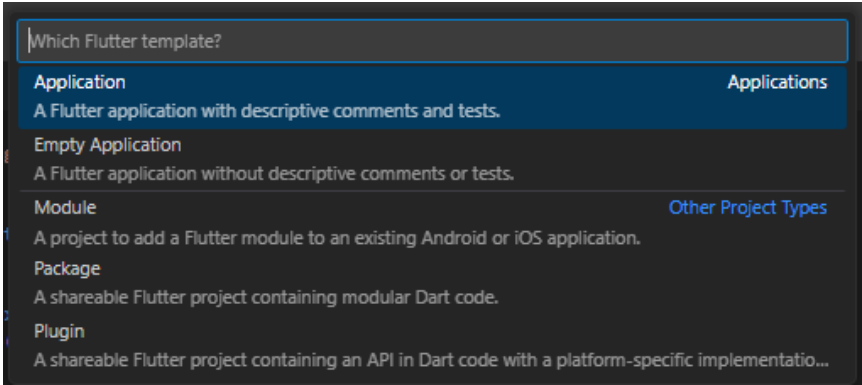 Which Flutter template?
Application Applications
A Flutter application with descriptive comments and tests.
Empty Application
A Flutter application without descriptive comments or tests.
Module Other Project Types
A project to add a Flutter module to an existing Android or iOS application.
Package
A shareable Flutter project containing modular Dart code.
Plugin
A shareable Flutter project containing an API in Dart code with a platform-specific implementatio...